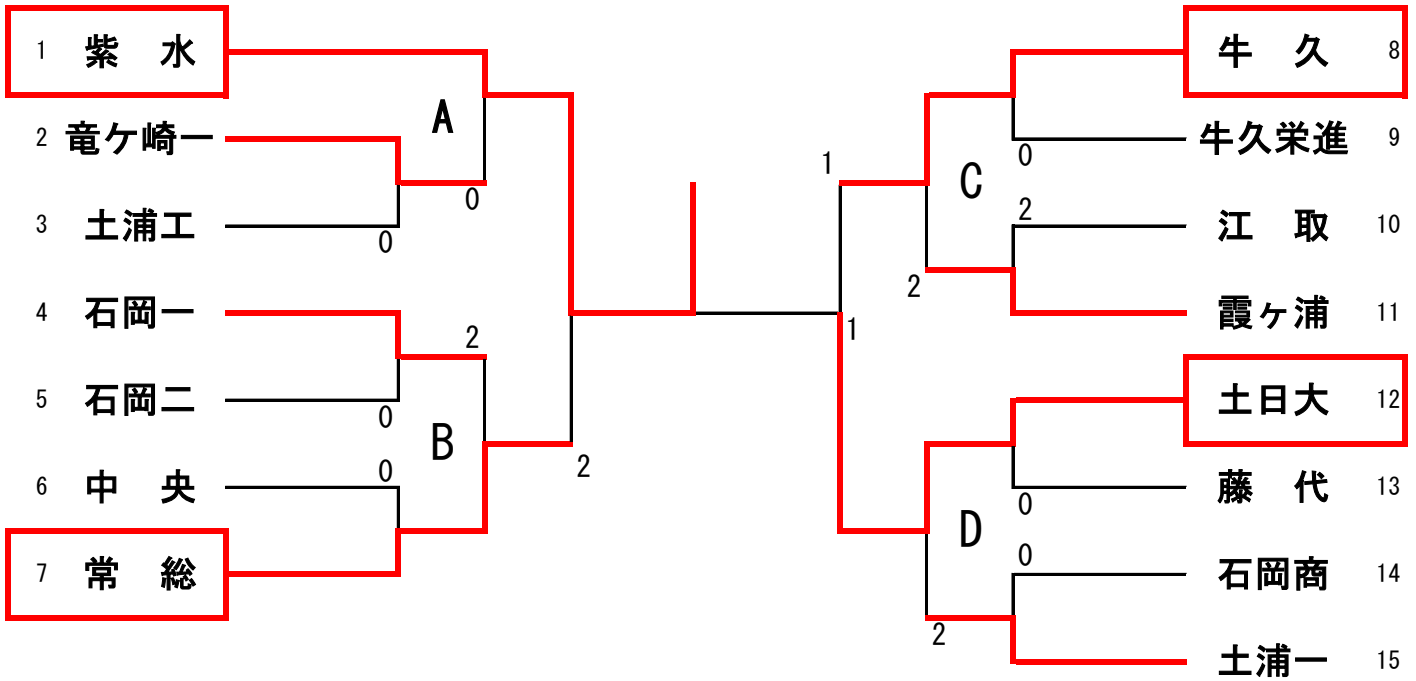 1 紫 水
2 竜ケ崎一
3 土浦工
4 石岡一
5 石岡二
6 中 央
7 常 総
A
0
0
2
0
B
0
2
1
1
C
0
2
2
D
0
0
2
牛 久 8
牛久栄進 9
江 取 10
霞ヶ浦 11
土日大 12
藤 代 13
石岡商 14
土浦一 15